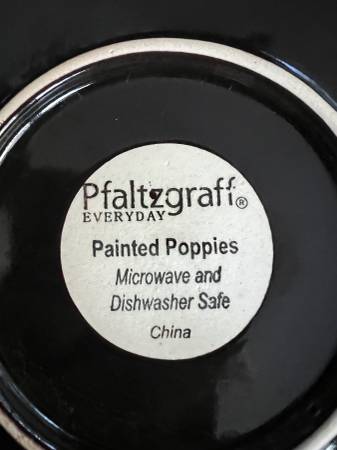 Pfaltzgraff®
EVERYDAY
Painted Poppies
Microwave and
Dishwasher Safe
China